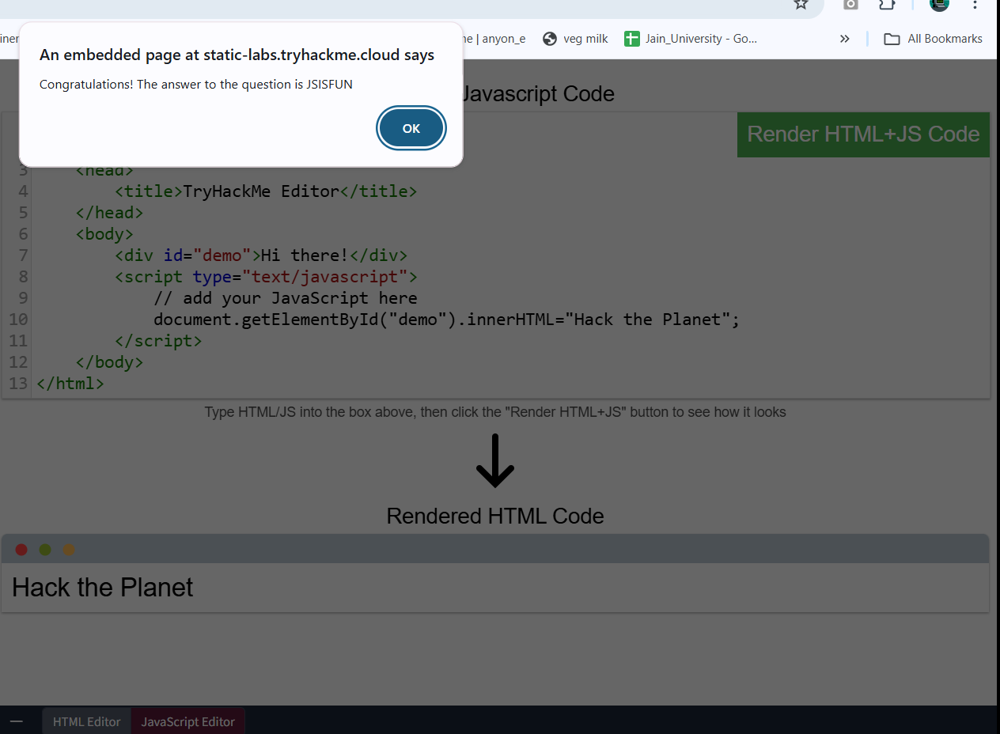 iner
ne | anyon_e
veg milk
Jain_University - Go...
»
All Bookmarks
An embedded page at static-labs.tryhackme.cloud says
Congratulations! The answer to the question is JSISFUN
OK
Javascript Code
Render HTML+JS Code
3 <head>
4 <title>TryHackMe Editor</title>
5 </head>
6 <body>
7 <div id="demo">Hi there!</div>
8 <script type="text/javascript">
9 // add your JavaScript here
10 document.getElementById("demo").innerHTML="Hack the Planet";
11 </script>
12 </body>
13 </html>
Type HTML/JS into the box above, then click the "Render HTML+JS" button to see how it looks
Rendered HTML Code
Hack the Planet
HTML Editor
JavaScript Editor